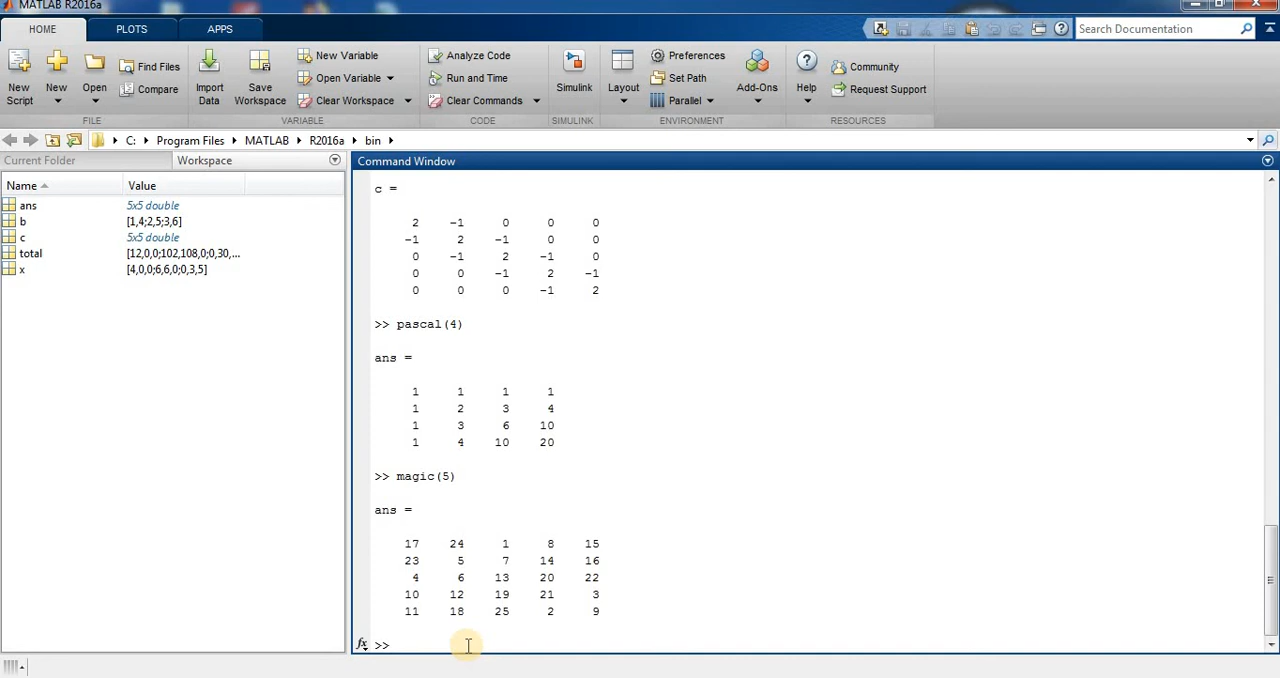 MATLAB R2016a
HOME PLOTS APPS
Search Documentation
New Script
New
Open
Find Files
Compare
FILE
Import Data
Save Workspace
New Variable
Open Variable
Clear Workspace
VARIABLE
Analyze Code
Run and Time
Clear Commands
CODE
Simulink
SIMULINK
Layout
Preferences
Set Path
Parallel
Add-Ons
ENVIRONMENT
Help
Community
Request Support
RESOURCES
C: Program Files MATLAB R2016a bin
Current Folder Workspace
Name Value
ans 5x5 double
b [1,4;2,5;3,6]
c 5x5 double
total [12,0,0;102,108,0;0,30,...
x [4,0,0;6,6,0;0,3,5]
Command Window
c =
2 -1 0 0 0
-1 2 -1 0 0
0 -1 2 -1 0
0 0 -1 2 -1
0 0 0 -1 2
>> pascal(4)
ans =
1 1 1 1
1 2 3 4
1 3 6 10
1 4 10 20
>> magic(5)
ans =
17 24 1 8 15
23 5 7 14 16
4 6 13 20 22
10 12 19 21 3
11 18 25 2 9
fx >>